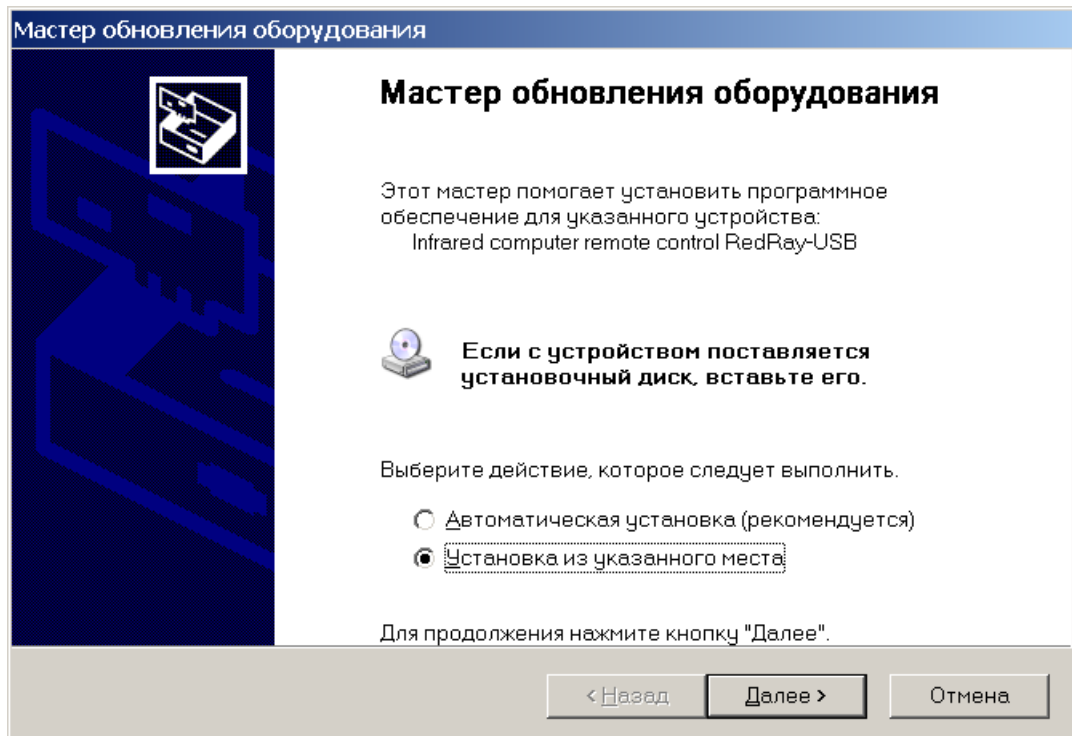 Мастер обновления оборудования
Мастер обновления оборудования
Этот мастер помогает установить программное
обеспечение для указанного устройства:
Infrared computer remote control RedRay-USB
Если с устройством поставляется
установочный диск, вставьте его.
Выберите действие, которое следует выполнить.
Автоматическая установка (рекомендуется)
Установка из указанного места
Для продолжения нажмите кнопку "Далее".
< Назад Далее > Отмена